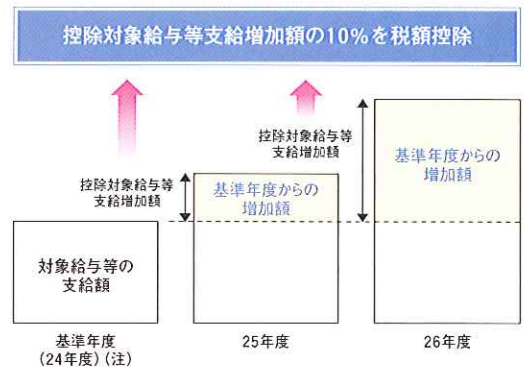 控除対象給与等支給増加額の10%を税額控除
控除対象給与等
支給増加額
基準年度からの
増加額
控除対象給与等
支給増加額
基準年度からの
増加額
対象給与等の
支給額
基準年度
(24年度)(注)
25年度
26年度